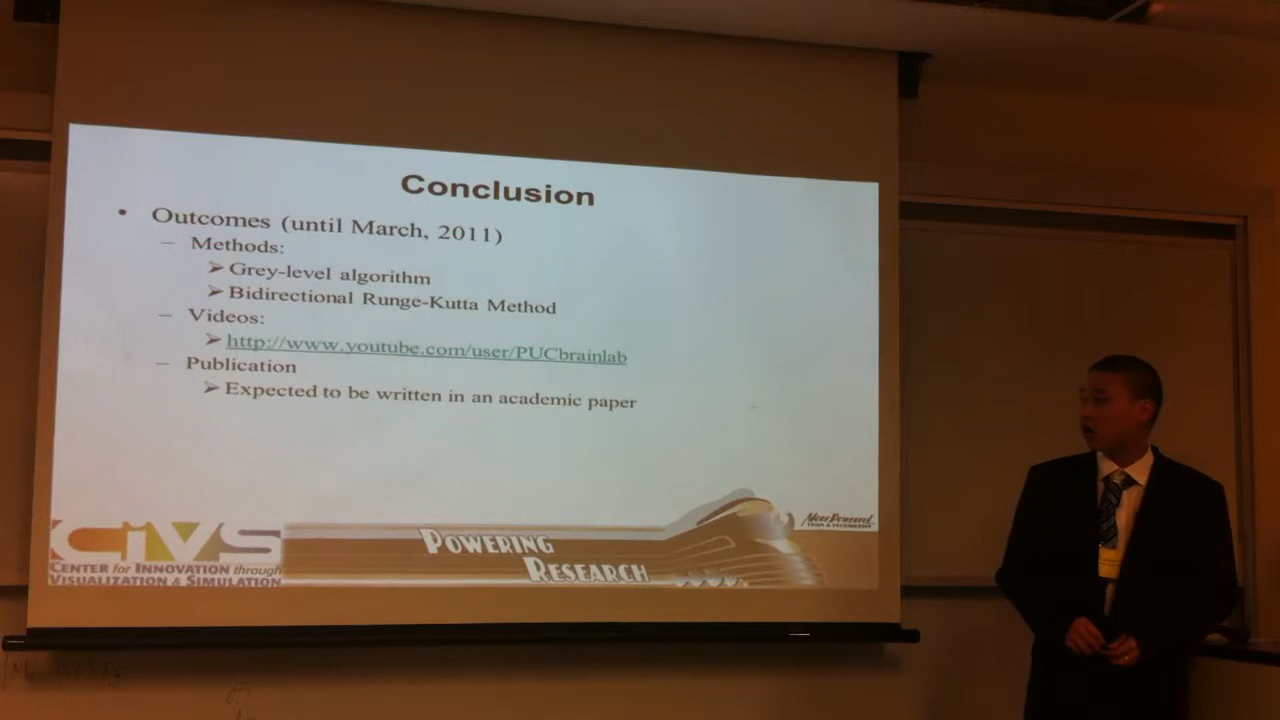 Conclusion
• Outcomes (until March, 2011)
– Methods:
➢ Grey-level algorithm
➢ Bidirectional Runge-Kutta Method
– Videos:
➢ http://www.youtube.com/user/PUCbrainlab
– Publication
➢ Expected to be written in an academic paper
CiVS
CENTER for INNOVATION through
VISUALIZATION & SIMULATION
POWERING
RESEARCH